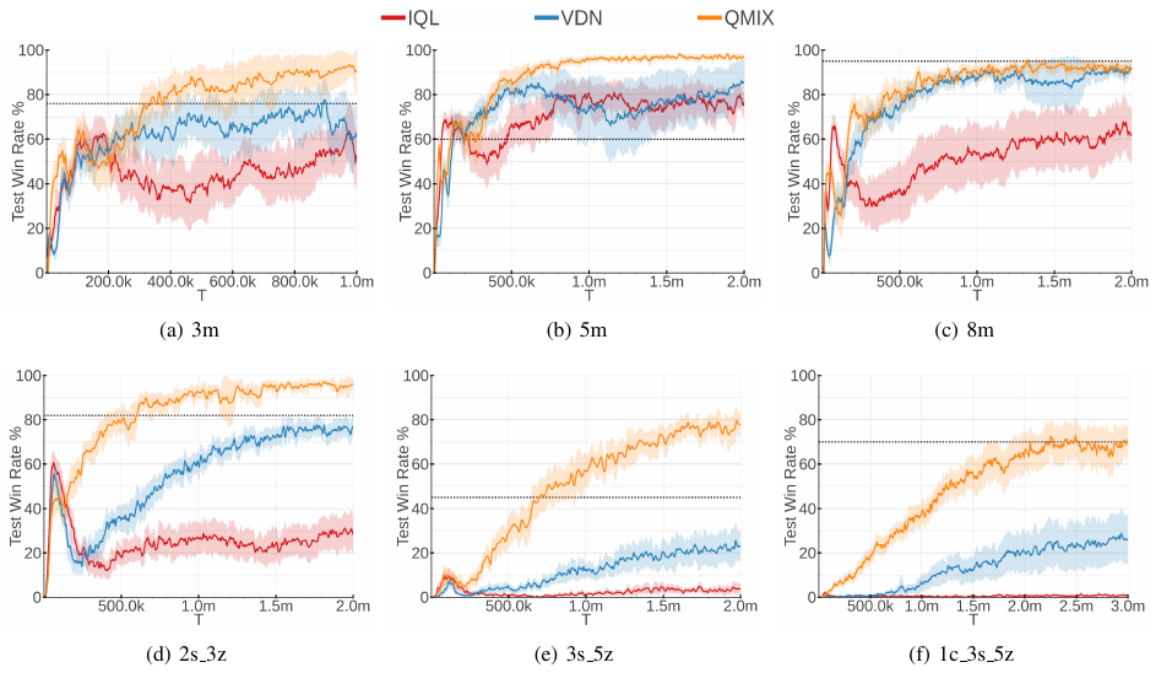 IQL VDN QMIX
Test Win Rate %
100
80
60
40
20
0
200.0k 400.0k 600.0k 800.0k 1.0m
T
(a) 3m
Test Win Rate %
100
80
60
40
20
0
500.0k 1.0m 1.5m 2.0m
T
(b) 5m
Test Win Rate %
100
80
60
40
20
0
500.0k 1.0m 1.5m 2.0m
T
(c) 8m
Test Win Rate %
100
80
60
40
20
0
500.0k 1.0m 1.5m 2.0m
T
(d) 2s_3z
Test Win Rate %
100
80
60
40
20
0
500.0k 1.0m 1.5m 2.0m
T
(e) 3s_5z
Test Win Rate %
100
80
60
40
20
0
500.0k 1.0m 1.5m 2.0m 2.5m 3.0m
T
(f) 1c_3s_5z